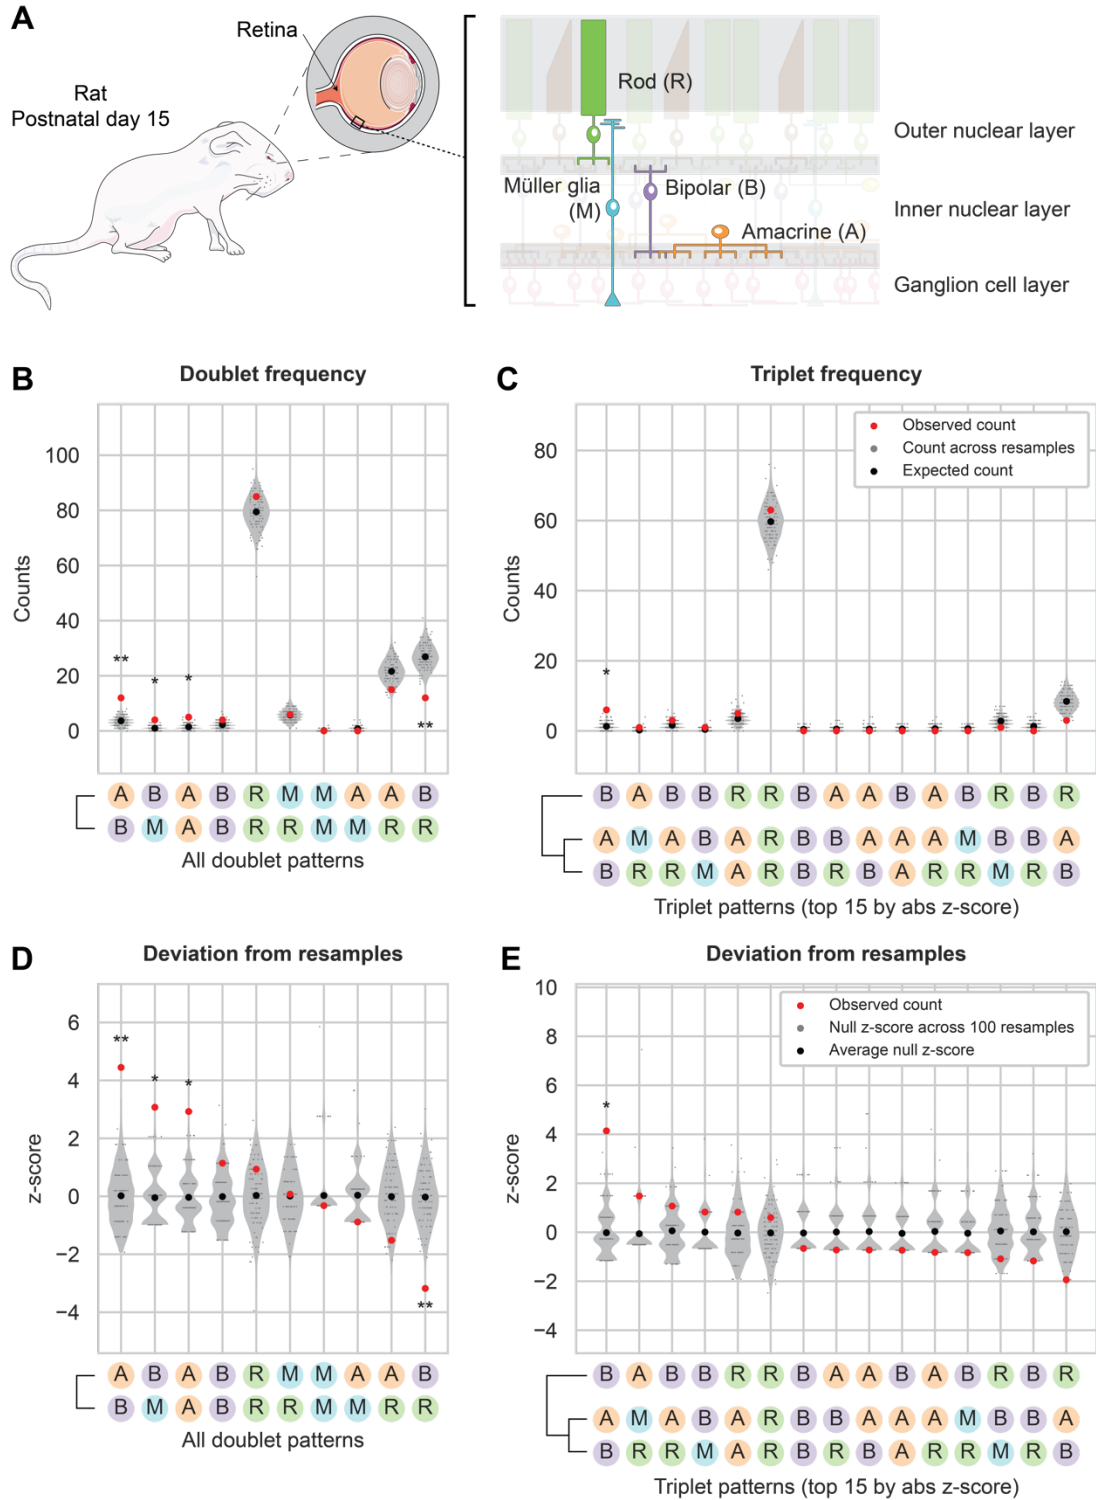 A
Retina
Rat
Postnatal day 15
Rod (R)
Outer nuclear layer
Müller glia
(M)
Bipolar (B)
Inner nuclear layer
Amacrine (A)
Ganglion cell layer
B
Doublet frequency
Counts
100
80
60
40
20
0
**
*
*
**
A B A B R M M A A B
B M A B R R M M R R
All doublet patterns
C
Triplet frequency
Observed count
Count across resamples
Expected count
Counts
80
60
40
20
0
*
B A B B R R B A A B A B R B R
A M A B A R B B A A A M B B A
B R R M A R B R B A R R M R B
Triplet patterns (top 15 by abs z-score)
D
Deviation from resamples
z-score
6
4
2
0
−2
−4
**
*
*
**
A B A B R M M A A B
B M A B R R M M R R
All doublet patterns
E
Deviation from resamples
Observed count
Null z-score across 100 resamples
Average null z-score
z-score
10
8
6
4
2
0
−2
−4
*
B A B B R R B A A B A B R B R
A M A B A R B B A A A M B B A
B R R M A R B R B A R R M R B
Triplet patterns (top 15 by abs z-score)